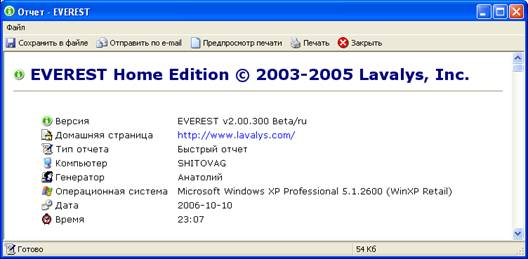 Отчет - EVEREST
Файл
Сохранить в файле Отправить по e-mail Предпросмотр печати Печать Закрыть
EVEREST Home Edition © 2003-2005 Lavalys, Inc.
Версия EVEREST v2.00.300 Beta/ru
Домашняя страница http://www.lavalys.com/
Тип отчета Быстрый отчет
Компьютер SHITOVAG
Генератор Анатолий
Операционная система Microsoft Windows XP Professional 5.1.2600 (WinXP Retail)
Дата 2006-10-10
Время 23:07
Готово 54 Кб